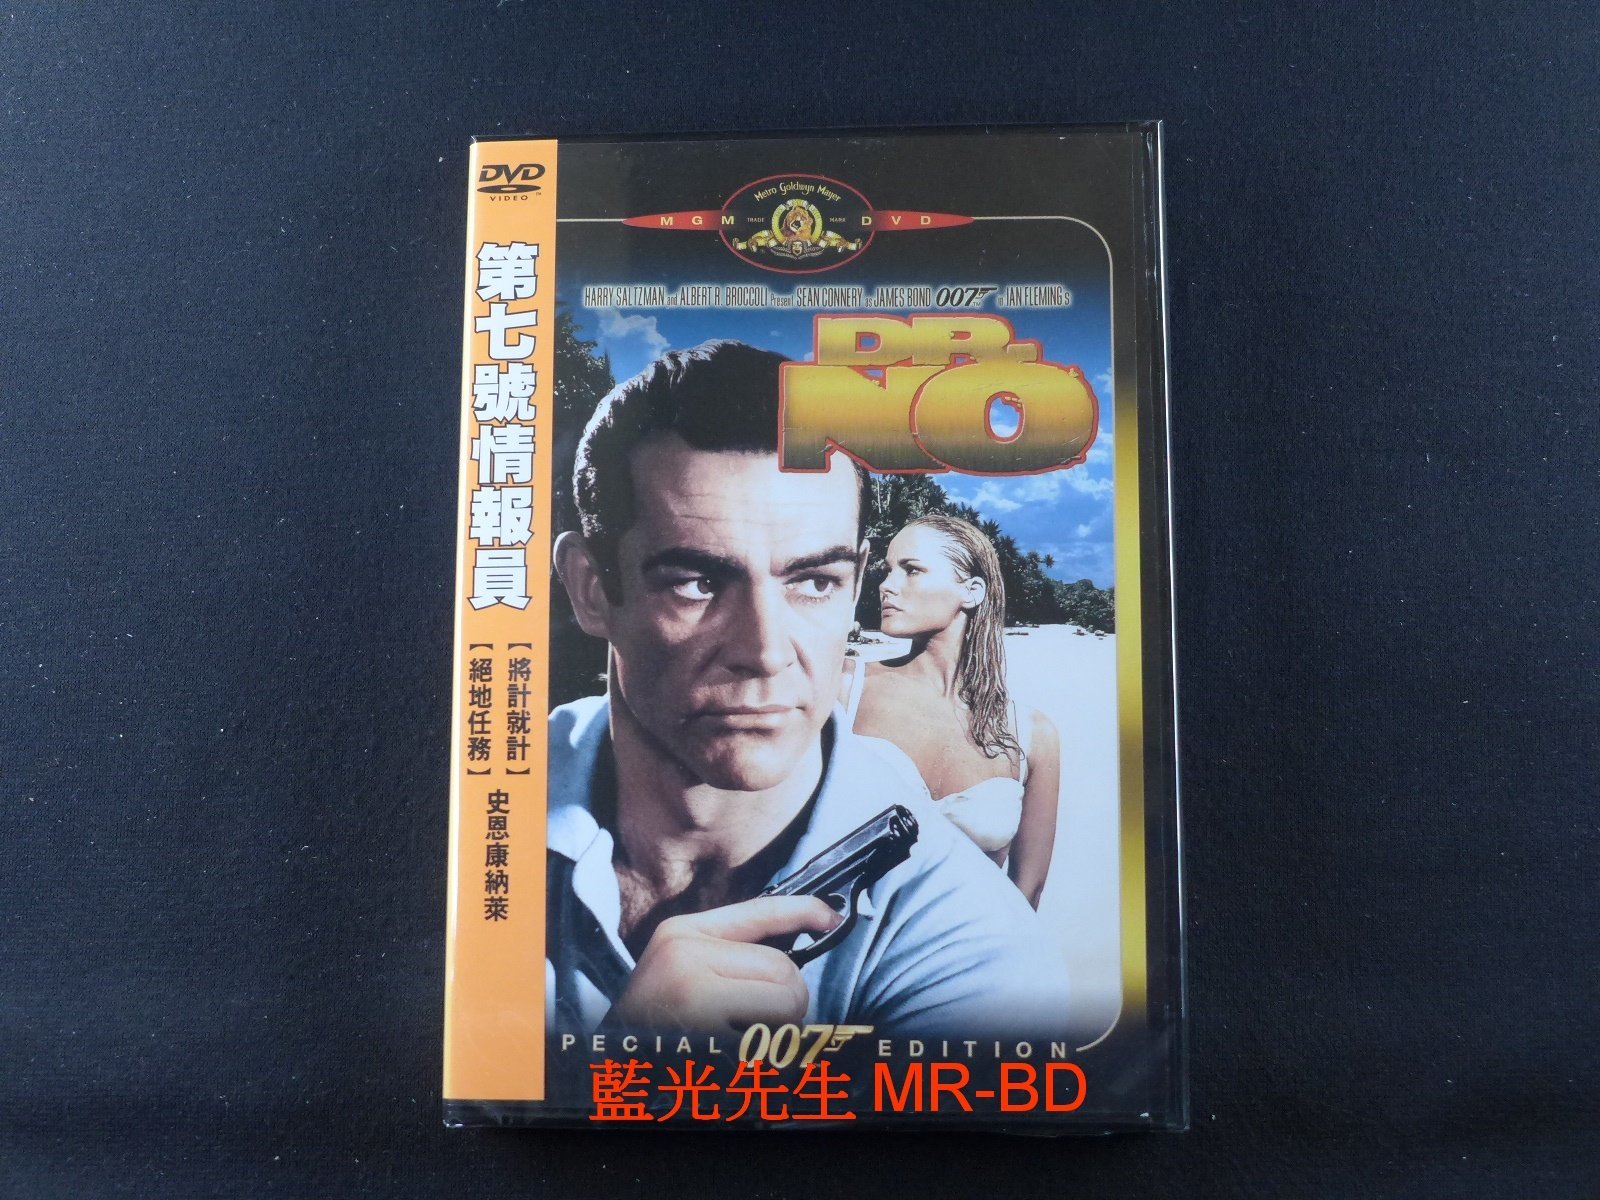 DVD
VIDEO
第七號情報員
【將計就計】
【絕地任務】
史恩康納萊
Metro Goldwyn Mayer
MGM TRADE MARK DVD
HARRY SALTZMAN and ALBERT R. BROCCOLI Present SEAN CONNERY as JAMES BOND 007 in IAN FLEMING'S
DR.
NO
PECIAL 007 EDITION
藍光先生 MR-BD